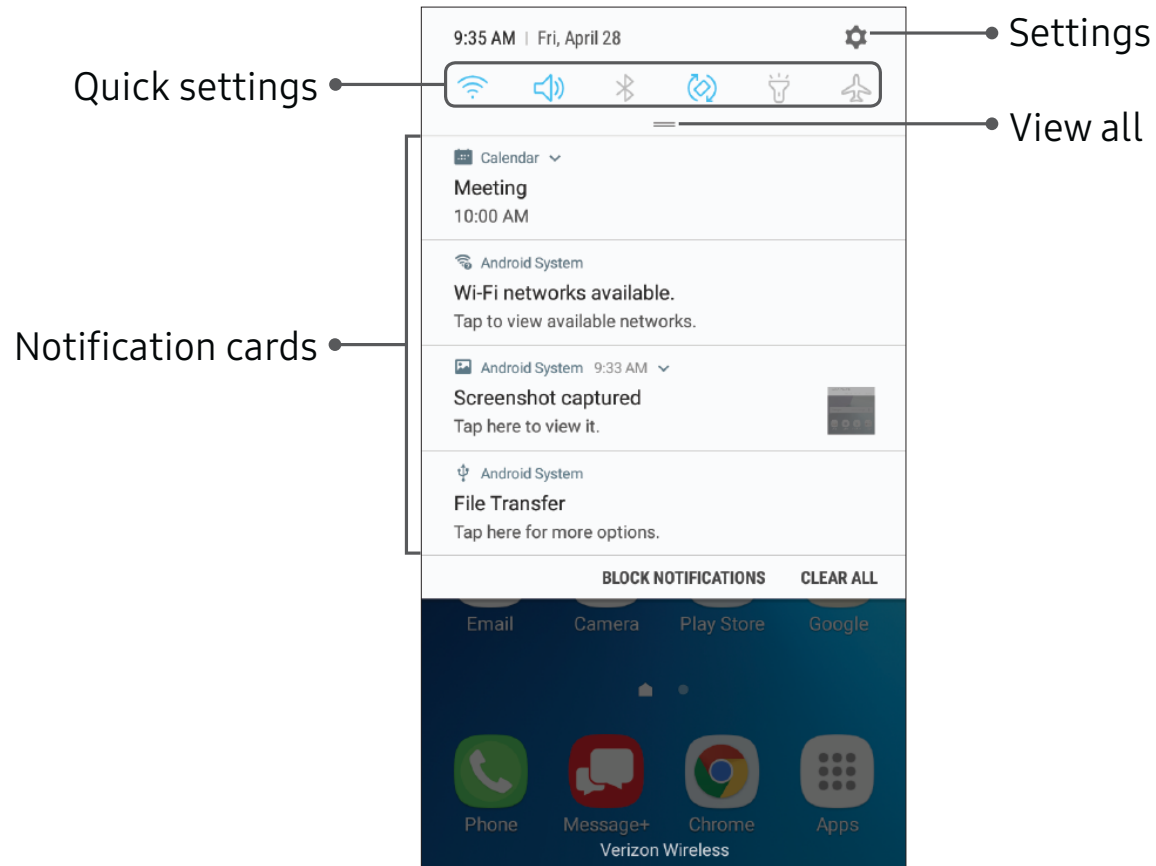 9:35 AM | Fri, April 28
Settings
Quick settings
View all
Calendar
Meeting
10:00 AM
Android System
Wi-Fi networks available.
Tap to view available networks.
Notification cards
Android System 9:33 AM
Screenshot captured
Tap here to view it.
Android System
File Transfer
Tap here for more options.
BLOCK NOTIFICATIONS CLEAR ALL
Email Camera Play Store Google
Phone Message+ Chrome Apps
Verizon Wireless